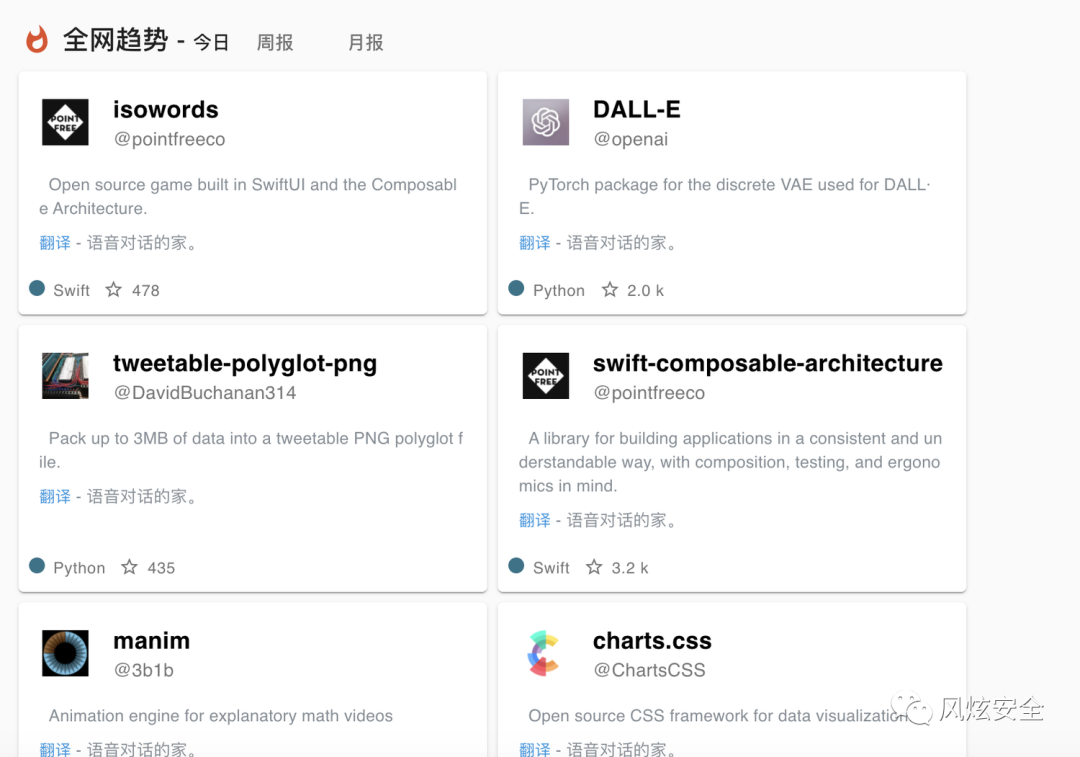 全网趋势 - 今日 周报 月报
POINT FREE
isowords
@pointfreeco
Open source game built in SwiftUI and the Composabl
e Architecture.
翻译 - 语音对话的家。
Swift 478
DALL-E
@openai
PyTorch package for the discrete VAE used for DALL·
E.
翻译 - 语音对话的家。
Python 2.0 k
tweetable-polyglot-png
@DavidBuchanan314
Pack up to 3MB of data into a tweetable PNG polyglot f
ile.
翻译 - 语音对话的家。
Python 435
POINT FREE
swift-composable-architecture
@pointfreeco
A library for building applications in a consistent and un
derstandable way, with composition, testing, and ergono
mics in mind.
翻译 - 语音对话的家。
Swift 3.2 k
manim
@3b1b
Animation engine for explanatory math videos
翻译 - 语音对话的家。
charts.css
@ChartsCSS
Open source CSS framework for data visualization
翻译 - 语音对话的家。
风炫安全